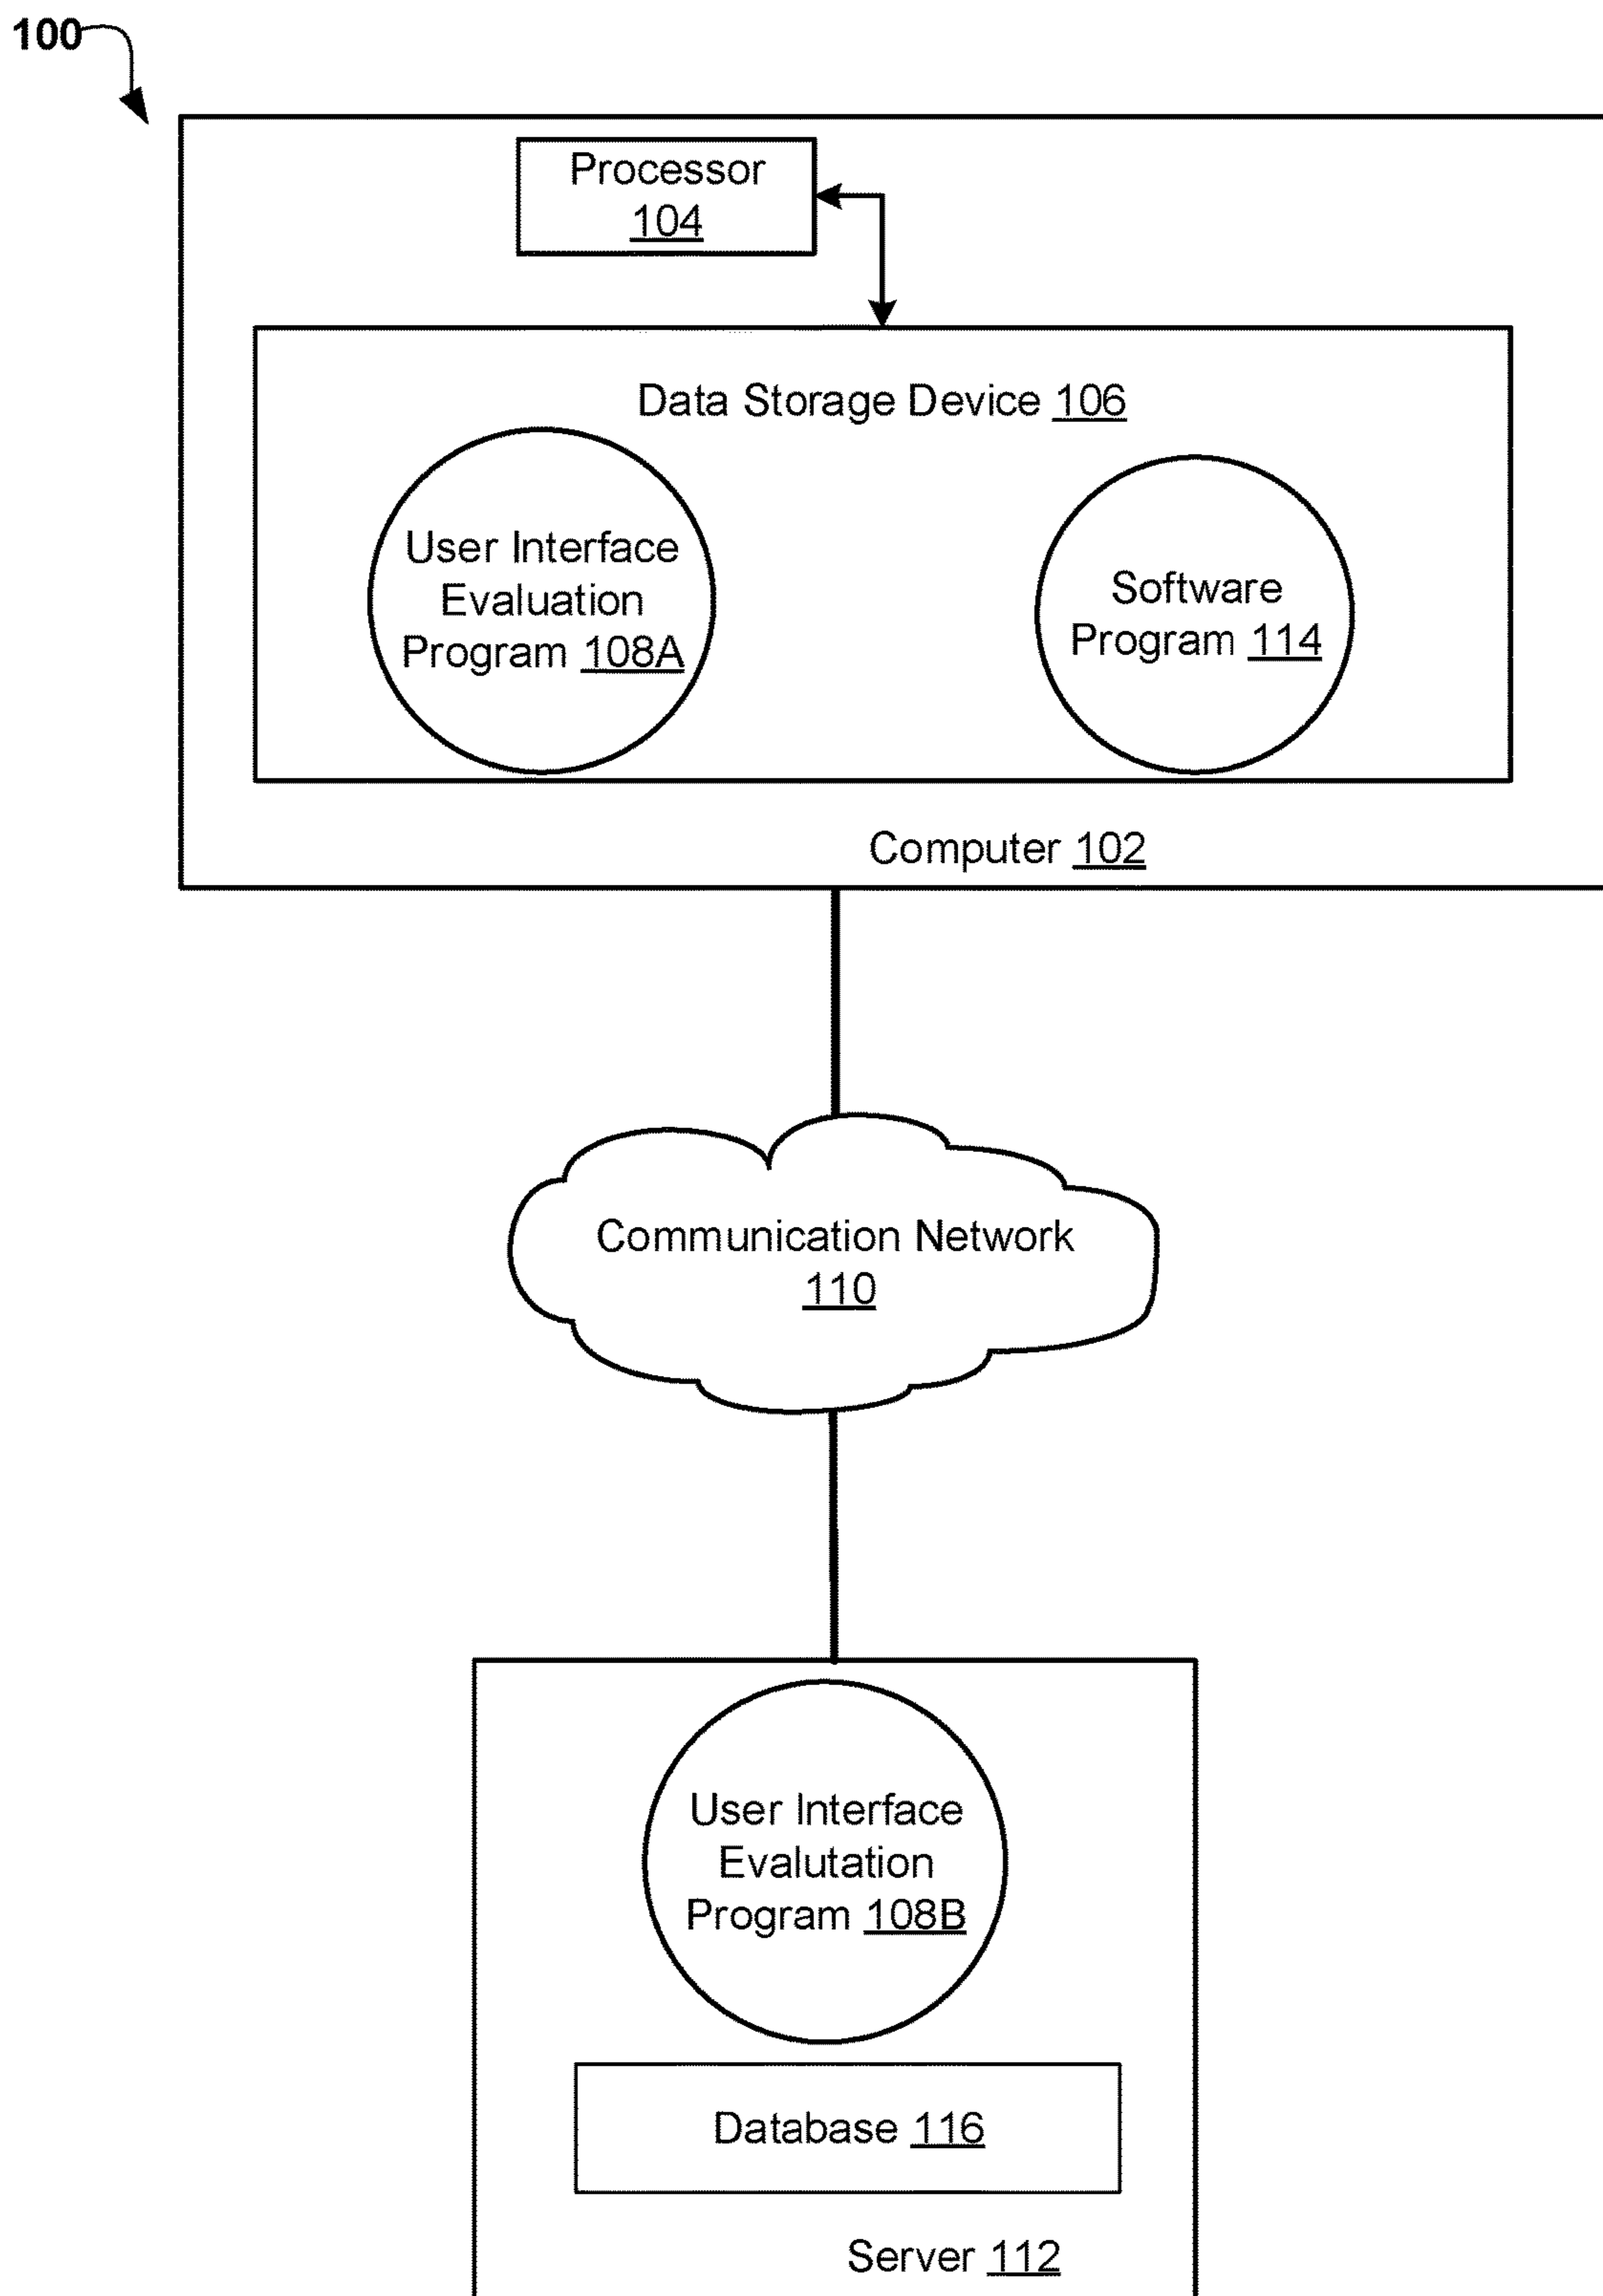 100
Processor
104
Data Storage Device 106
User Interface
Evaluation
Program 108A
Software
Program 114
Computer 102
Communication Network
110
User Interface
Evalutation
Program 108B
Database 116
Server 112